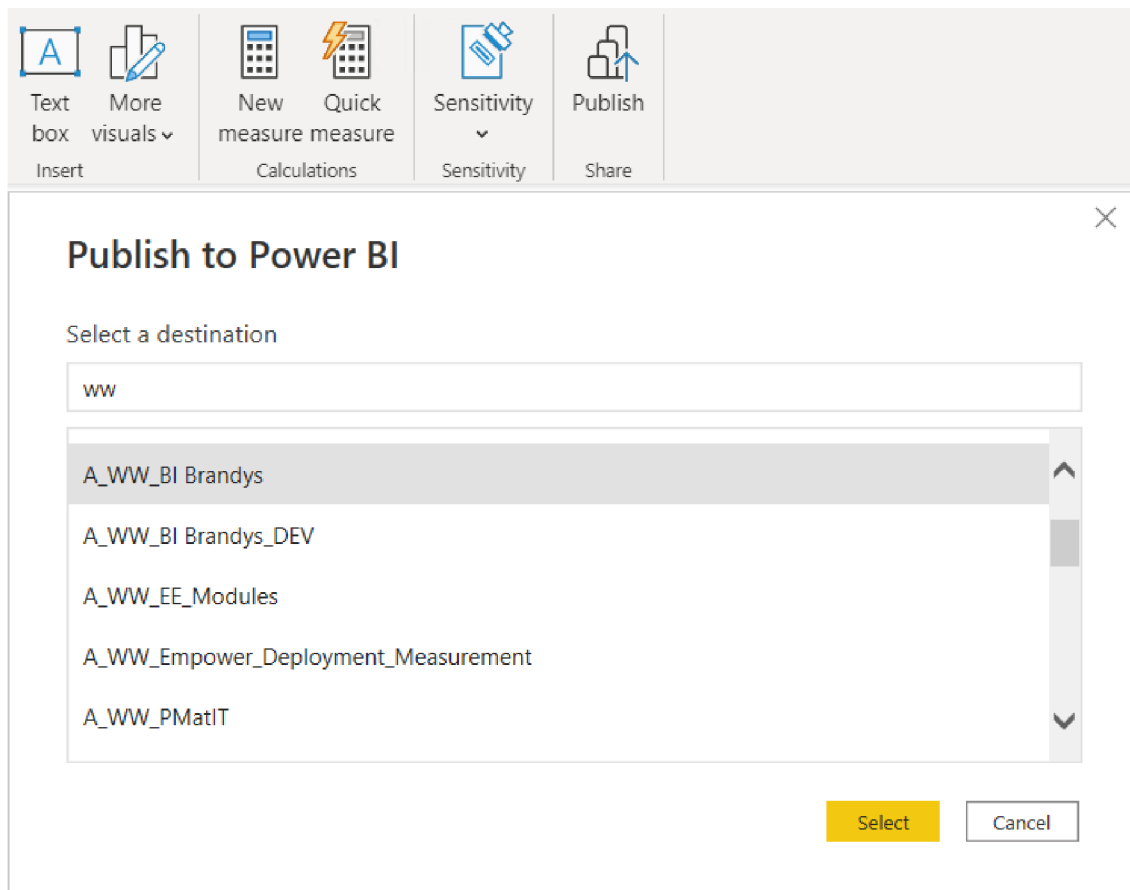 A
Text box
More visuals
New measure
Quick measure
Sensitivity
Publish
Insert
Calculations
Sensitivity
Share
Publish to Power BI
Select a destination
ww
A_WW_BI Brandys
A_WW_BI Brandys_DEV
A_WW_EE_Modules
A_WW_Empower_Deployment_Measurement
A_WW_PMatIT
Select
Cancel